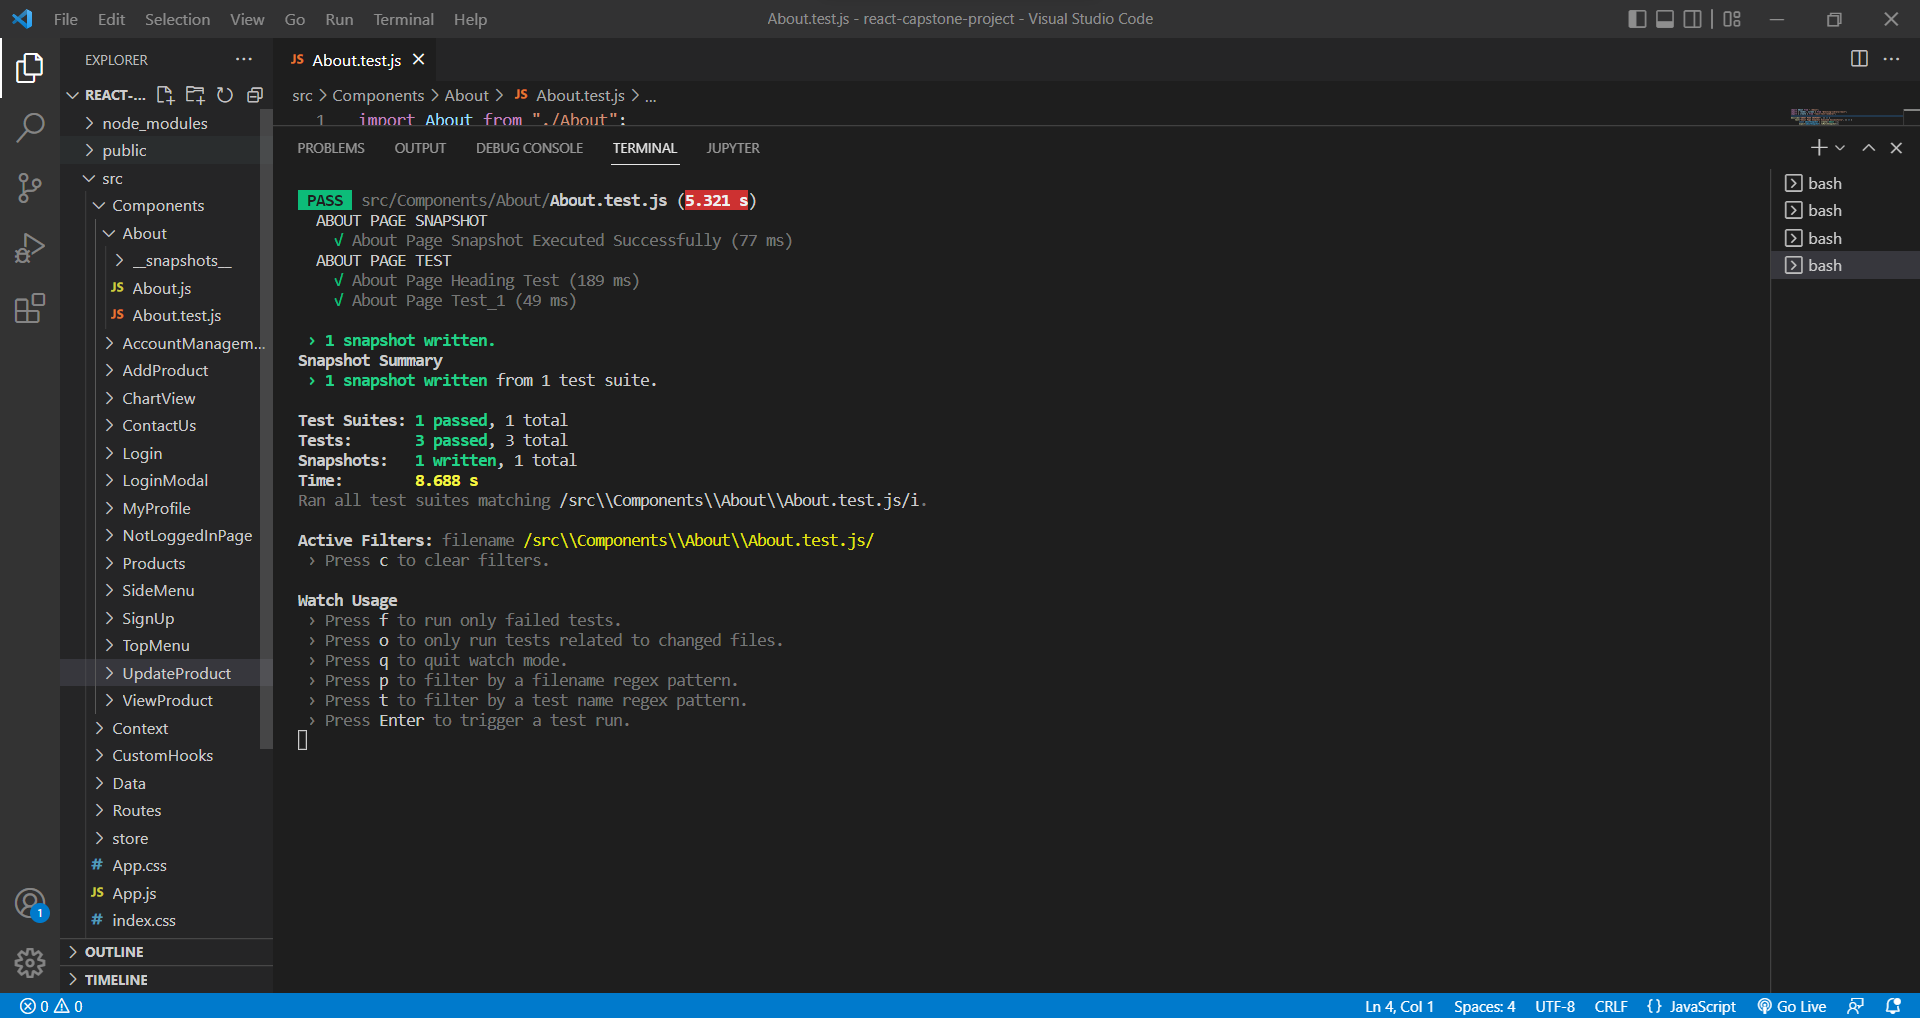 File Edit Selection View Go Run Terminal Help
About.test.js - react-capstone-project - Visual Studio Code
EXPLORER
REACT-...
node_modules
public
src
Components
About
__snapshots__
JS About.js
JS About.test.js
AccountManagem...
AddProduct
ChartView
ContactUs
Login
LoginModal
MyProfile
NotLoggedInPage
Products
SideMenu
SignUp
TopMenu
UpdateProduct
ViewProduct
Context
CustomHooks
Data
Routes
store
# App.css
JS App.js
# index.css
OUTLINE
TIMELINE
JS About.test.js
src > Components > About > JS About.test.js > ...
1 import About from "./About";
PROBLEMS OUTPUT DEBUG CONSOLE TERMINAL JUPYTER
PASS src/Components/About/About.test.js (5.321 s)
ABOUT PAGE SNAPSHOT
√ About Page Snapshot Executed Successfully (77 ms)
ABOUT PAGE TEST
√ About Page Heading Test (189 ms)
√ About Page Test_1 (49 ms)
› 1 snapshot written.
Snapshot Summary
› 1 snapshot written from 1 test suite.
Test Suites: 1 passed, 1 total
Tests: 3 passed, 3 total
Snapshots: 1 written, 1 total
Time: 8.688 s
Ran all test suites matching /src\\Components\\About\\About.test.js/i.
Active Filters: filename /src\\Components\\About\\About.test.js/
› Press c to clear filters.
Watch Usage
› Press f to run only failed tests.
› Press o to only run tests related to changed files.
› Press q to quit watch mode.
› Press p to filter by a filename regex pattern.
› Press t to filter by a test name regex pattern.
› Press Enter to trigger a test run.
bash
bash
bash
bash
1
0 0
Ln 4, Col 1 Spaces: 4 UTF-8 CRLF {} JavaScript Go Live